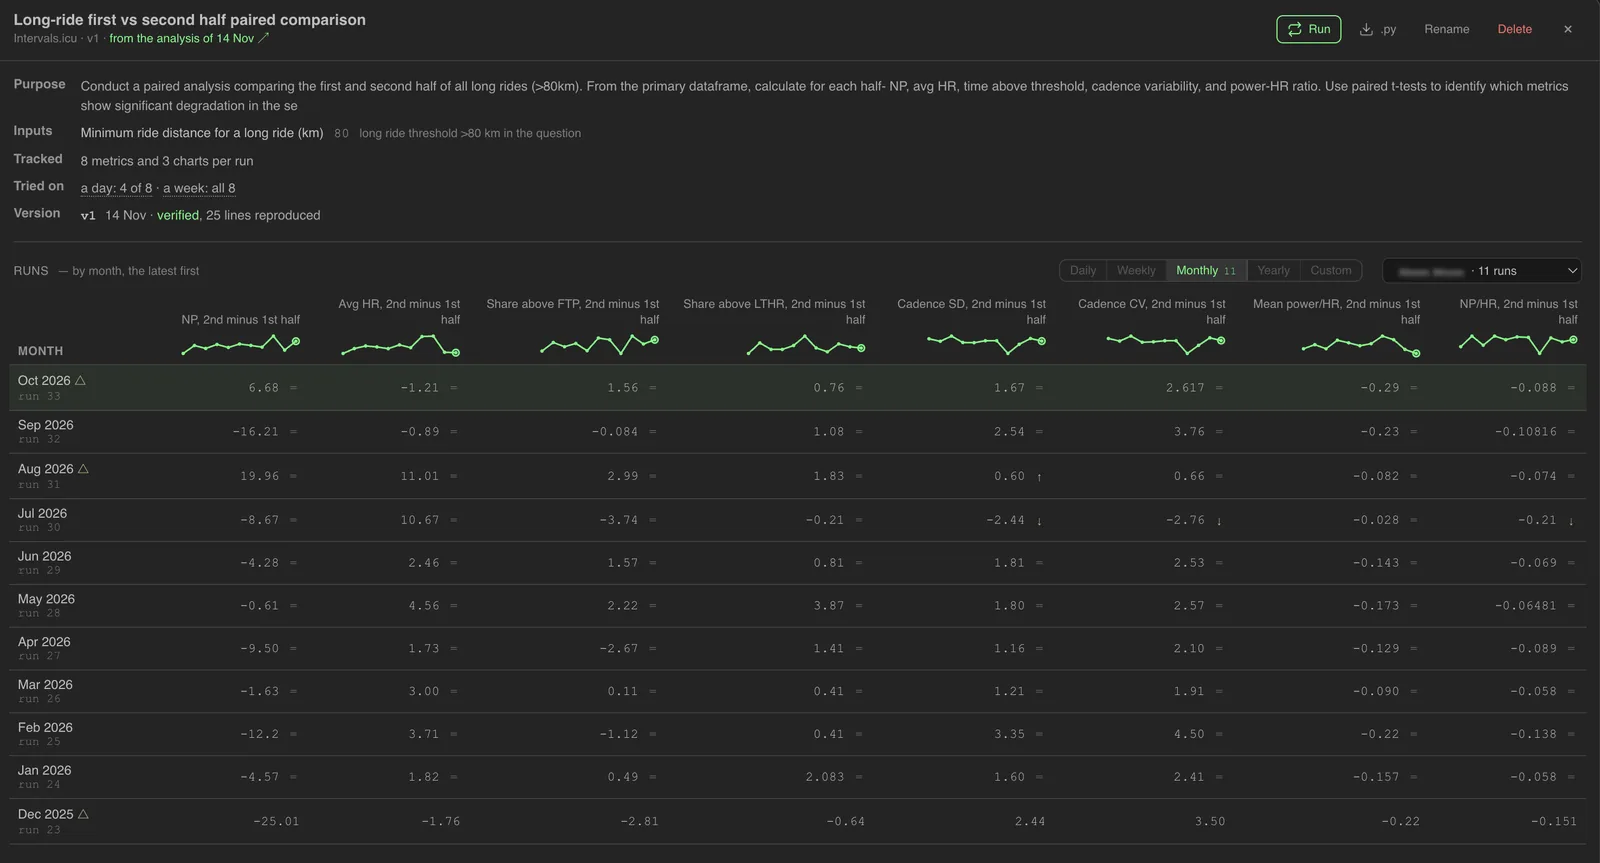 Long-ride first vs second half paired comparison
Intervals.icu · v1 · from the analysis of 14 Nov ↗
Run
.py
Rename
Delete
×
Purpose Conduct a paired analysis comparing the first and second half of all long rides (>80km). From the primary dataframe, calculate for each half- NP, avg HR, time above threshold, cadence variability, and power-HR ratio. Use paired t-tests to identify which metrics
show significant degradation in the se
Inputs Minimum ride distance for a long ride (km) 80 long ride threshold >80 km in the question
Tracked 8 metrics and 3 charts per run
Tried on a day: 4 of 8 · a week: all 8
Version v1 14 Nov · verified, 25 lines reproduced
RUNS — by month, the latest first
Daily Weekly Monthly 11 Yearly Custom
· 11 runs
MONTH
NP, 2nd minus 1st half
Avg HR, 2nd minus 1st
half
Share above FTP, 2nd minus 1st
half
Share above LTHR, 2nd minus 1st
half
Cadence SD, 2nd minus 1st
half
Cadence CV, 2nd minus 1st
half
Mean power/HR, 2nd minus 1st
half
NP/HR, 2nd minus 1st
half
Oct 2026 △ 6.68 = -1.21 = 1.56 = 0.76 = 1.67 = 2.617 = -0.29 = -0.088 =
run 33
Sep 2026 -16.21 = -0.89 = -0.084 = 1.08 = 2.54 = 3.76 = -0.23 = -0.10816 =
run 32
Aug 2026 △ 19.96 = 11.01 = 2.99 = 1.83 = 0.60 ↑ 0.66 = -0.082 = -0.074 =
run 31
Jul 2026 -8.67 = 10.67 = -3.74 = -0.21 = -2.44 ↓ -2.76 ↓ -0.028 = -0.21 ↓
run 30
Jun 2026 -4.28 = 2.46 = 1.57 = 0.81 = 1.81 = 2.53 = -0.143 = -0.069 =
run 29
May 2026 -0.61 = 4.56 = 2.22 = 3.87 = 1.80 = 2.57 = -0.173 = -0.06481 =
run 28
Apr 2026 -9.50 = 1.73 = -2.67 = 1.41 = 1.16 = 2.10 = -0.129 = -0.089 =
run 27
Mar 2026 -1.63 = 3.00 = 0.11 = 0.41 = 1.21 = 1.91 = -0.090 = -0.058 =
run 26
Feb 2026 -12.2 = 3.71 = -1.12 = 0.41 = 3.35 = 4.50 = -0.22 = -0.138 =
run 25
Jan 2026 -4.57 = 1.82 = 0.49 = 2.083 = 1.60 = 2.41 = -0.157 = -0.058 =
run 24
Dec 2025 △ -25.01 -1.76 -2.81 -0.64 2.44 3.50 -0.22 -0.151
run 23